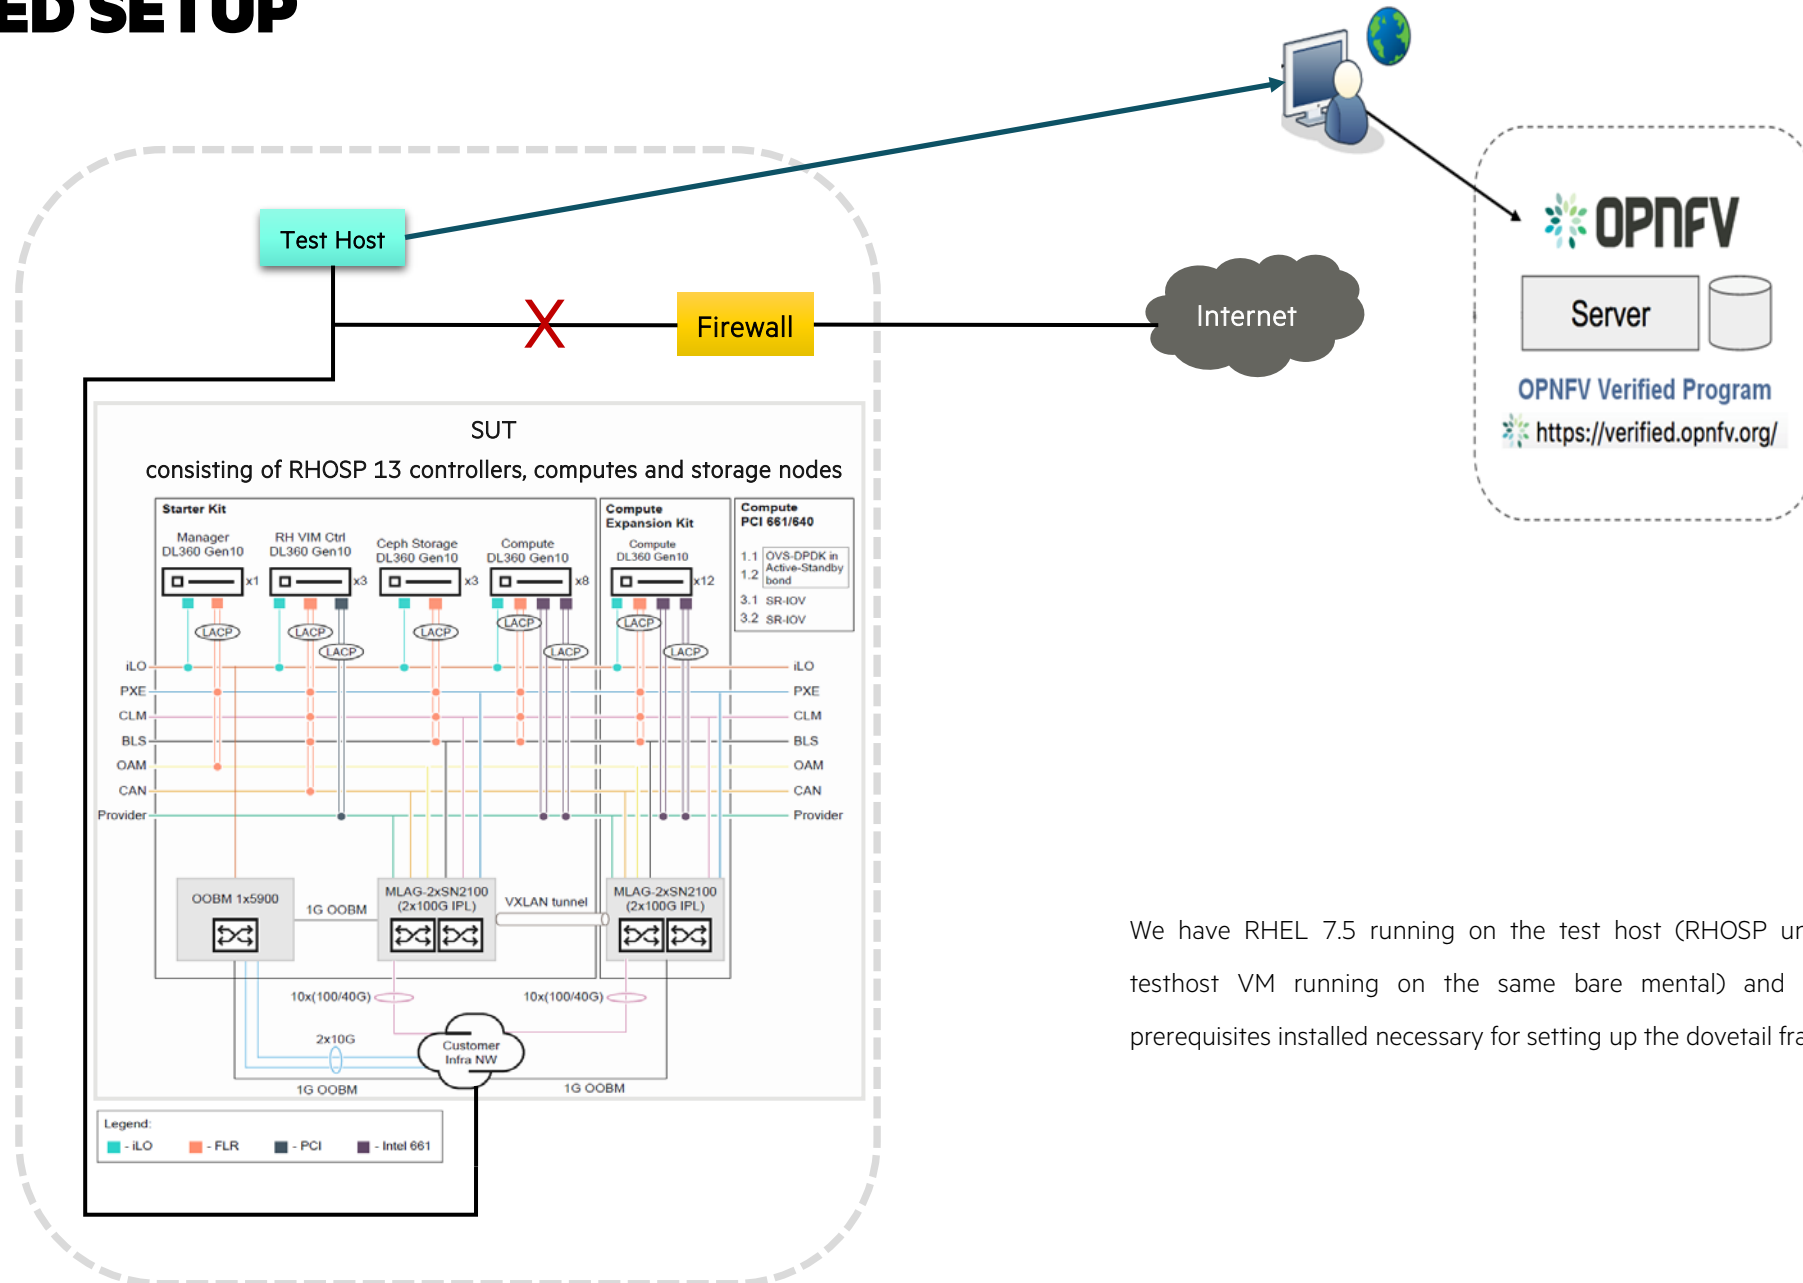 ED SETUP
Test Host
X
Firewall
Internet
OPNFV
Server
OPNFV Verified Program
https://verified.opnfv.org/
SUT
consisting of RHOSP 13 controllers, computes and storage nodes
Starter Kit
Manager
DL360 Gen10
x1
RH VIM Ctrl
DL360 Gen10
x3
Ceph Storage
DL360 Gen10
x3
Compute
DL360 Gen10
x8
Compute
Expansion Kit
Compute
DL360 Gen10
x12
Compute
PCI 661/640
1.1 OVS-DPDK in
1.2 Active-Standby
bond
3.1 SR-IOV
3.2 SR-IOV
LACP
LACP
LACP
LACP
LACP
LACP
LACP
LACP
iLO
PXE
CLM
BLS
OAM
CAN
Provider
iLO
PXE
CLM
BLS
OAM
CAN
Provider
OOBM 1x5900
1G OOBM
MLAG-2xSN2100
(2x100G IPL)
VXLAN tunnel
MLAG-2xSN2100
(2x100G IPL)
10x(100/40G)
10x(100/40G)
2x10G
Customer
Infra NW
1G OOBM
1G OOBM
Legend:
- iLO
- FLR
- PCI
- Intel 661
We have RHEL 7.5 running on the test host (RHOSP un
testhost VM running on the same bare mental) and
prerequisites installed necessary for setting up the dovetail fra